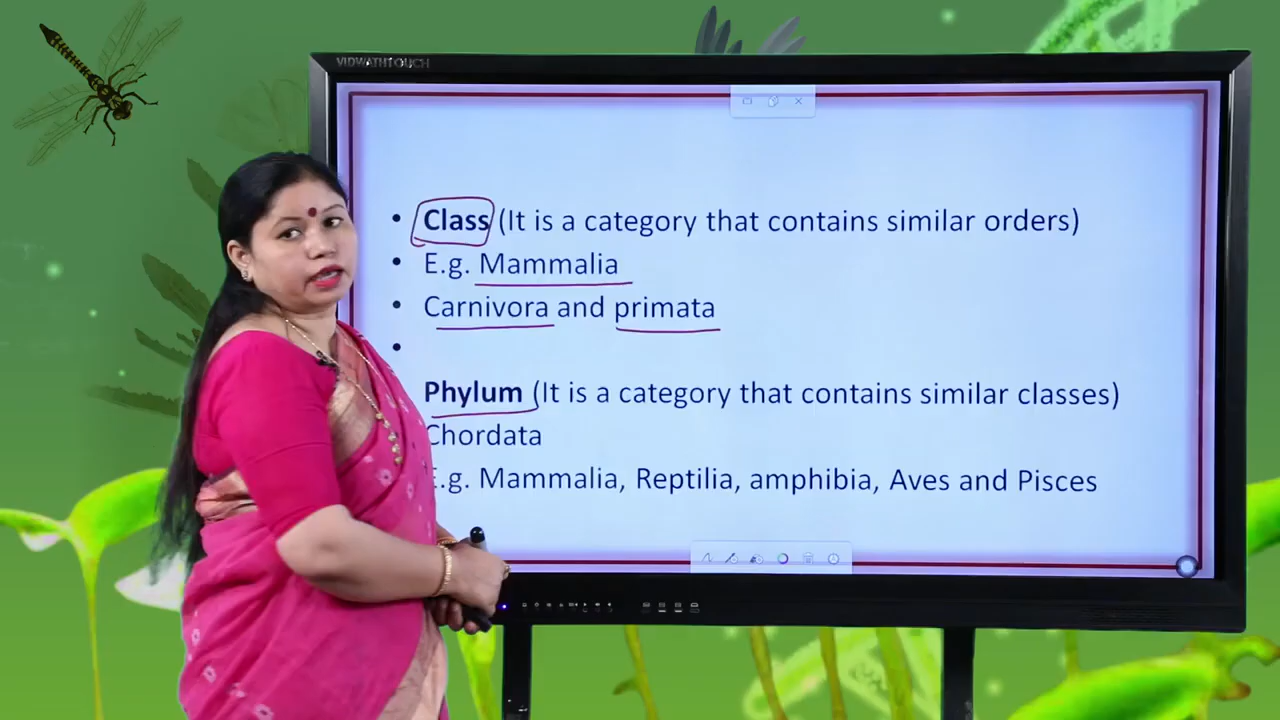 VIDWATHTOUCH
• Class (It is a category that contains similar orders)
• E.g. Mammalia
• Carnivora and primata
•
Phylum (It is a category that contains similar classes)
Chordata
E.g. Mammalia, Reptilia, amphibia, Aves and Pisces